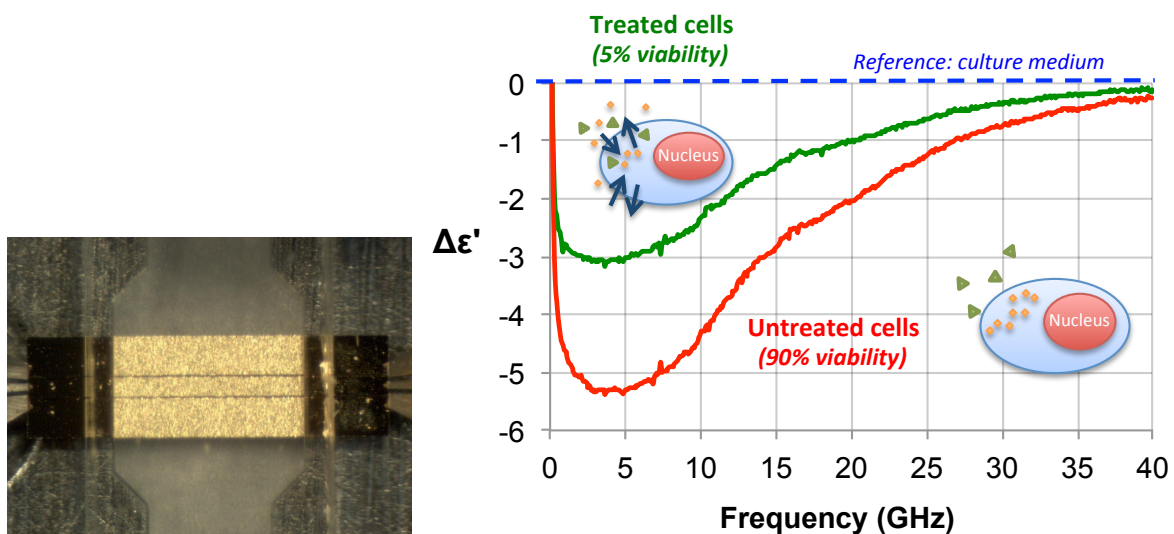 Treated cells
(5% viability)
Reference: culture medium
0
-1
-2
-3
-4
-5
-6
Δε'
Nucleus
Nucleus
Untreated cells
(90% viability)
0 5 10 15 20 25 30 35 40
Frequency (GHz)